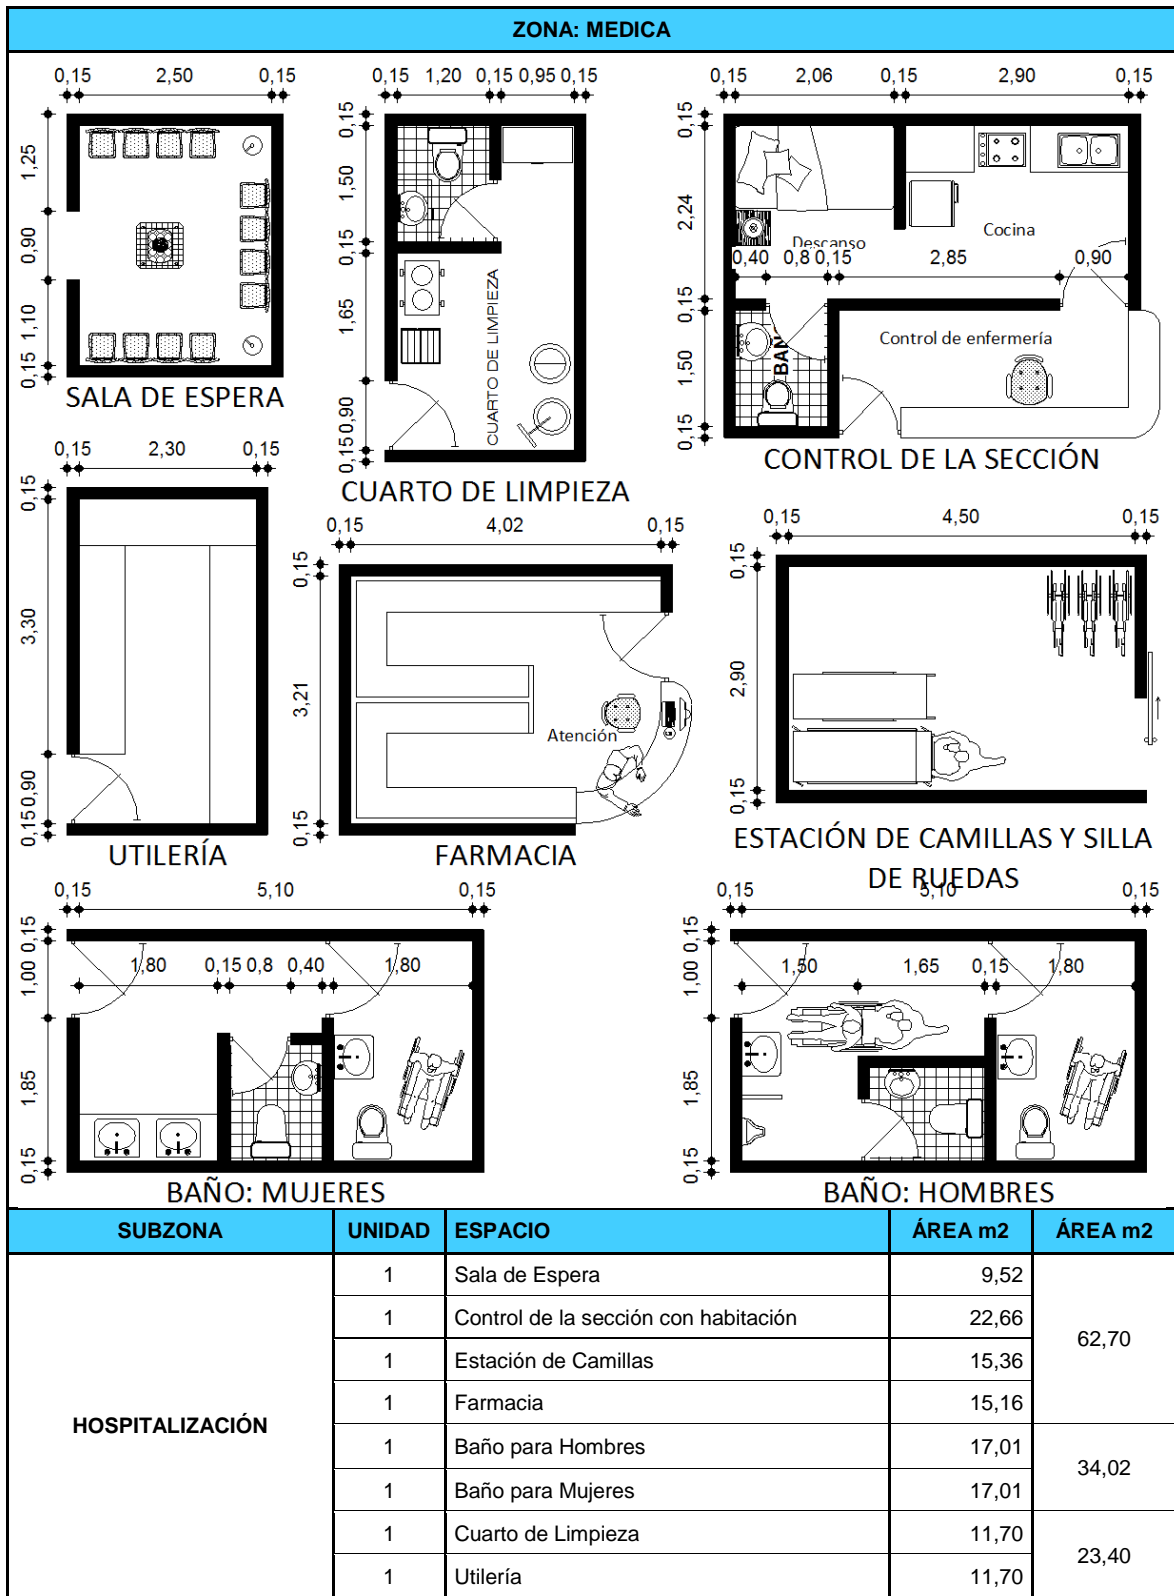 ZONA: MEDICA
0,15 2,50 0,15
0,15 1,20 0,15 0,95 0,15
0,15 2,06 0,15 2,90 0,15
1,25
0,90
1,10
0,15
SALA DE ESPERA
0,15
1,50
0,15
1,65
0,90
0,15
CUARTO DE LIMPIEZA
CUARTO DE LIMPIEZA
0,15
2,24
0,15
1,50
0,15
Descanso
Cocina
0,40 0,8 0,15 2,85 0,90
BAÑ
Control de enfermería
CONTROL DE LA SECCIÓN
0,15 2,30 0,15
0,15
3,30
0,90
0,15
UTILERÍA
0,15 4,02 0,15
0,15
3,21
0,15
Atención
FARMACIA
0,15 4,50 0,15
0,15
2,90
0,15
ESTACIÓN DE CAMILLAS Y SILLA
DE RUEDAS
0,15 5,10 0,15
0,15
1,00
1,85
0,15
1,80 0,15 0,8 0,40 1,80
BAÑO: MUJERES
0,15 5,10 0,15
0,15
1,00
1,85
0,15
1,50 1,65 0,15 1,80
BAÑO: HOMBRES
SUBZONA UNIDAD ESPACIO ÁREA m2 ÁREA m2
HOSPITALIZACIÓN
1 Sala de Espera 9,52
1 Control de la sección con habitación 22,66
1 Estación de Camillas 15,36
1 Farmacia 15,16
62,70
1 Baño para Hombres 17,01
1 Baño para Mujeres 17,01
34,02
1 Cuarto de Limpieza 11,70
1 Utilería 11,70
23,40